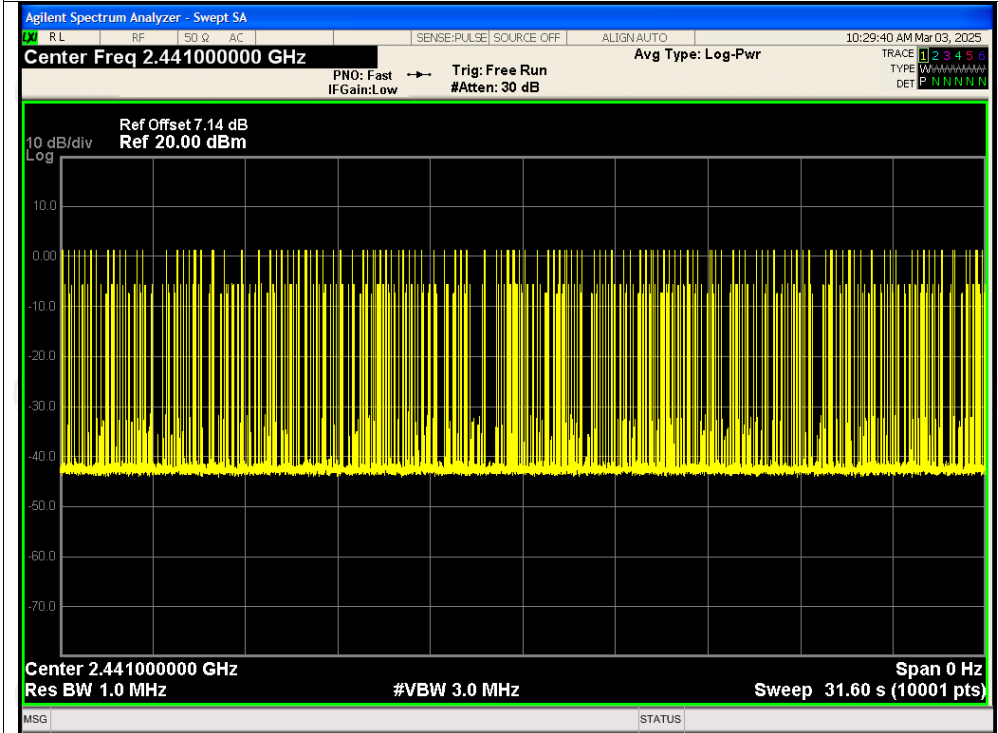 Agilent Spectrum Analyzer - Swept SA
LXI RL RF 50 Ω AC SENSE:PULSE SOURCE OFF ALIGN AUTO 10:29:40 AM Mar 03, 2025
Center Freq 2.441000000 GHz Avg Type: Log-Pwr TRACE 1 2 3 4 5 6
PNO: Fast Trig: Free Run TYPE WWWWWW
IFGain:Low #Atten: 30 dB DET P N N N N N
Ref Offset 7.14 dB
10 dB/div Ref 20.00 dBm
Log
10.0
0.00
-10.0
-20.0
-30.0
-40.0
-50.0
-60.0
-70.0
Center 2.441000000 GHz Span 0 Hz
Res BW 1.0 MHz #VBW 3.0 MHz Sweep 31.60 s (10001 pts)
MSG STATUS